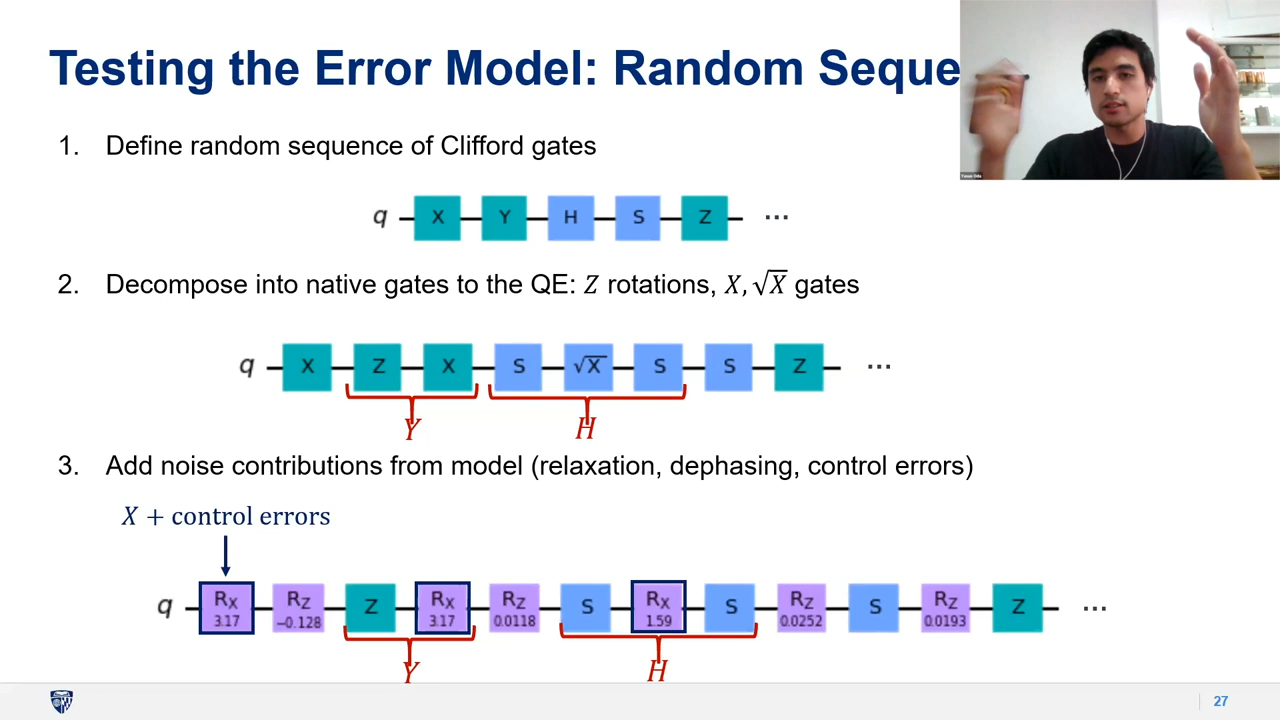 Testing the Error Model: Random Seque
1. Define random sequence of Clifford gates
q X Y H S Z ...
2. Decompose into native gates to the QE: Z rotations, X, √X gates
q X Z X S √X S S Z ...
Y H
3. Add noise contributions from model (relaxation, dephasing, control errors)
X + control errors
q RX 3.17 RZ −0.128 Z RX 3.17 RZ 0.0118 S RX 1.59 S RZ 0.0252 S RZ 0.0193 Z ...
Y H
27